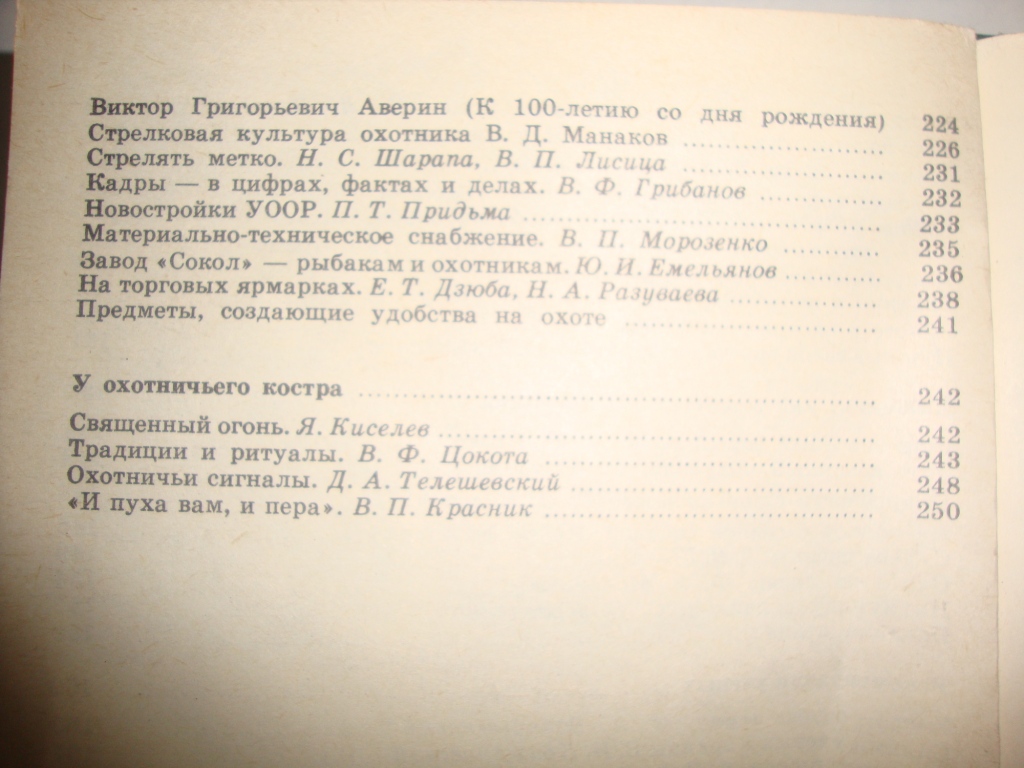 Виктор Григорьевич Аверин (К 100-летию со дня рождения) 224
Стрелковая культура охотника В. Д. Манаков ........ 226
Стрелять метко. Н. С. Шарапа, В. П. Лисица ........ 231
Кадры — в цифрах, фактах и делах. В. Ф. Грибанов ........ 232
Новостройки УООР. П. Т. Придьма ........ 233
Материально-техническое снабжение. В. П. Морозенко ........ 235
Завод «Сокол» — рыбакам и охотникам. Ю. И. Емельянов ........ 236
На торговых ярмарках. Е. Т. Дзюба, Н. А. Разуваева ........ 238
Предметы, создающие удобства на охоте ........ 241
У охотничьего костра ........ 242
Священный огонь. Я. Киселев ........ 242
Традиции и ритуалы. В. Ф. Цокота ........ 243
Охотничьи сигналы. Д. А. Телешевский ........ 248
«И пуха вам, и пера». В. П. Красник ........ 250